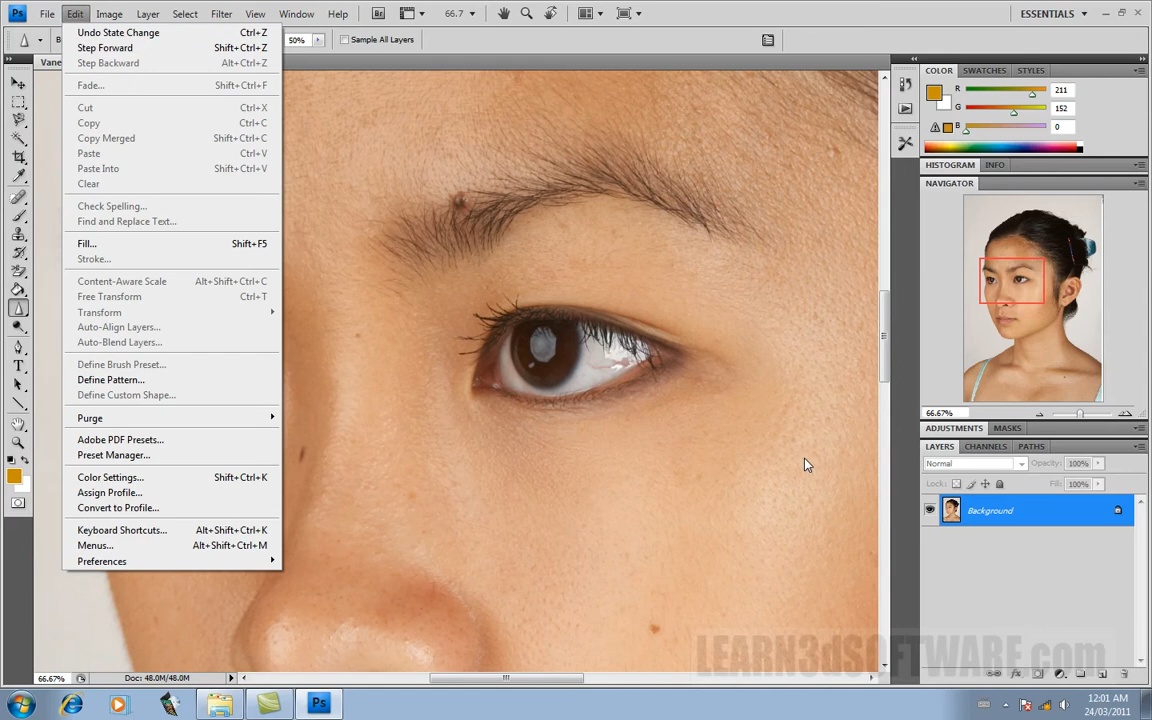 Ps File Edit Image Layer Select Filter View Window Help Br 66.7 ESSENTIALS
50% Sample All Layers
Vane
Undo State Change Ctrl+Z
Step Forward Shift+Ctrl+Z
Step Backward Alt+Ctrl+Z
Fade... Shift+Ctrl+F
Cut Ctrl+X
Copy Ctrl+C
Copy Merged Shift+Ctrl+C
Paste Ctrl+V
Paste Into Shift+Ctrl+V
Clear
Check Spelling...
Find and Replace Text...
Fill... Shift+F5
Stroke...
Content-Aware Scale Alt+Shift+Ctrl+C
Free Transform Ctrl+T
Transform
Auto-Align Layers...
Auto-Blend Layers...
Define Brush Preset...
Define Pattern...
Define Custom Shape...
Purge
Adobe PDF Presets...
Preset Manager...
Color Settings... Shift+Ctrl+K
Assign Profile...
Convert to Profile...
Keyboard Shortcuts... Alt+Shift+Ctrl+K
Menus... Alt+Shift+Ctrl+M
Preferences
COLOR SWATCHES STYLES
R 211
G 152
B 0
HISTOGRAM INFO
NAVIGATOR
66.67%
ADJUSTMENTS MASKS
LAYERS CHANNELS PATHS
Normal Opacity: 100%
Lock: Fill: 100%
Background
LEARN3dSOFTWARE.com
66.67% Doc: 48.0M/48.0M
Ps
12:01 AM
24/03/2011